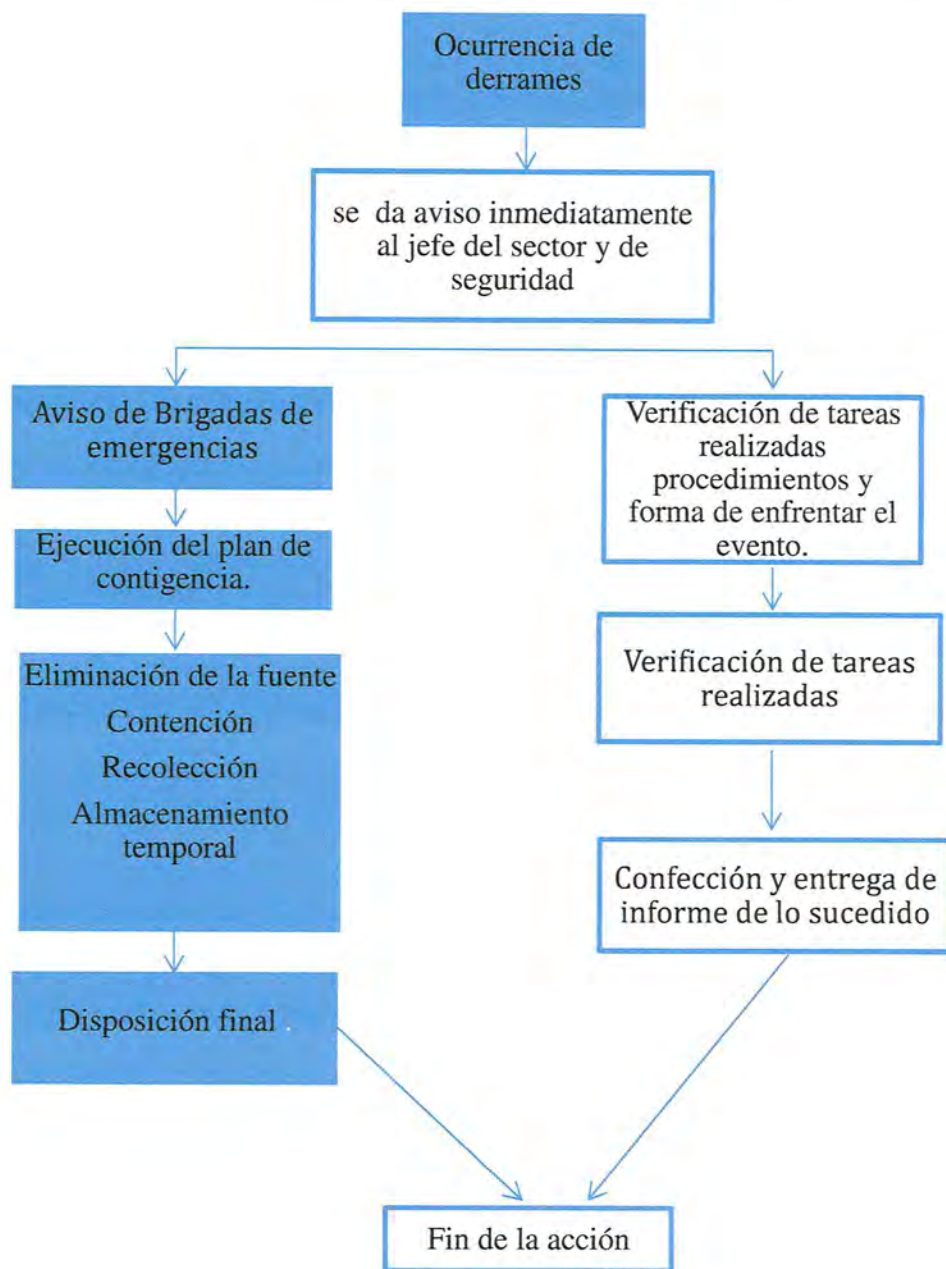 Ocurrencia de
derrames
se da aviso inmediatamente
al jefe del sector y de
seguridad
Aviso de Brigadas de
emergencias
Ejecución del plan de
contigencia.
Eliminación de la fuente
Contención
Recolección
Almacenamiento
temporal
Disposición final
Verificación de tareas
realizadas
procedimientos y
forma de enfrentar el
evento.
Verificación de tareas
realizadas
Confección y entrega de
informe de lo sucedido
Fin de la acción